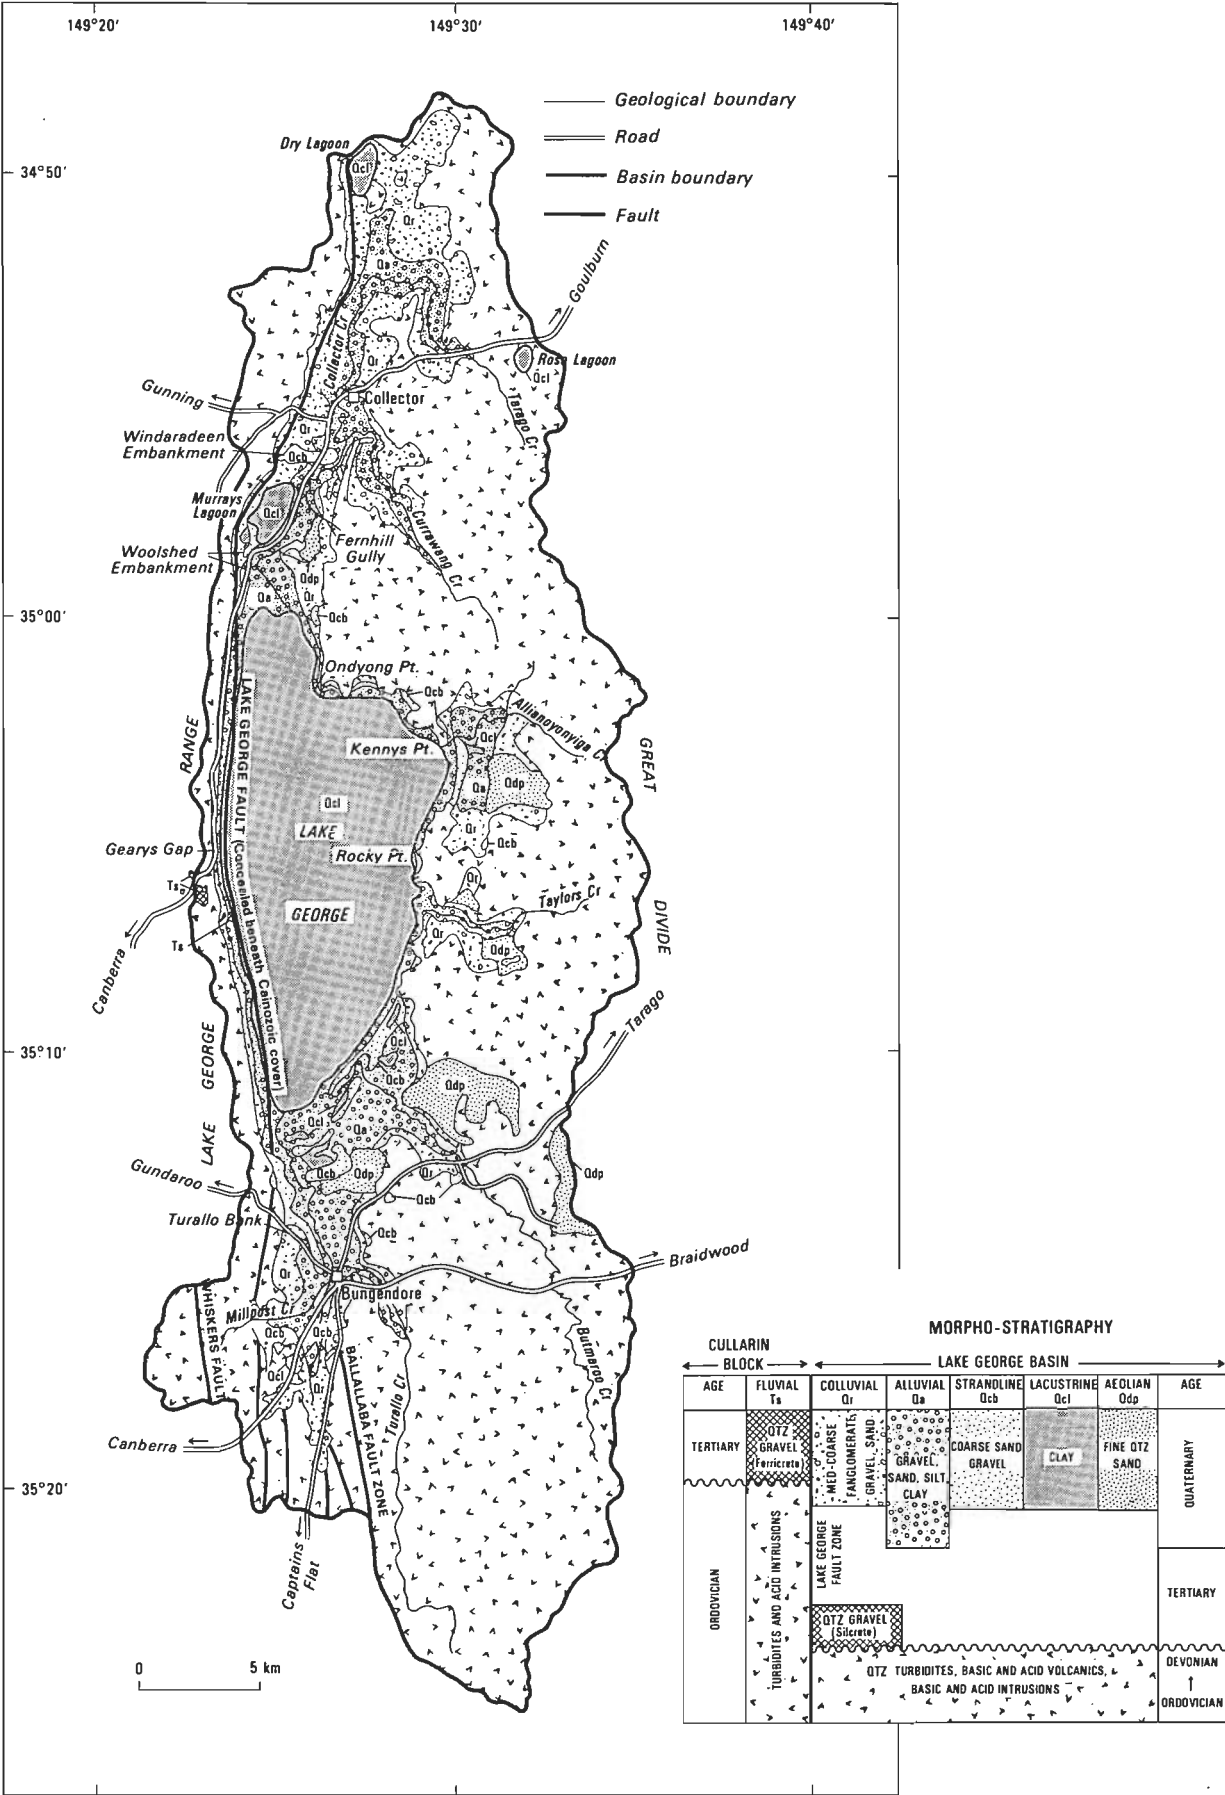 149°20'
149°30'
149°40'
Geological boundary
Road
Basin boundary
Fault
Dry Lagoon
Qcl
34°50'
Qr
Qa
Goulburn
Collector Cr
Qr
Rose Lagoon
Qcl
Gunning
Collector
Tarago Cr
Windaradeen
Embankment
Qr
Qcb
Murrays
Lagoon
Qcl
Currawang Cr
Fernhill
Gully
Woolshed
Embankment
Qdp
Qa
Qr
Qcb
35°00'
Ondyong Pt.
Qcb
Allianoyonyiga Cr
Qcl
Kennys Pt.
RANGE
GREAT
LAKE GEORGE FAULT (Concealed beneath Cainozoic cover)
Qa
Qdp
Qcl
LAKE
Qr
Qcb
Gearys Gap
Rocky Pt.
Ts
Qr
Taylors Cr
GEORGE
DIVIDE
Ts
Qr
Qdp
Canberra
Tarago
GEORGE
Qcl
35°10'
Qcb
Qdp
Qcl
Qa
LAKE
Gundaroo
Qcb
Qdp
Qr
Qdp
Qcb
Turallo Bank
Qcb
Braidwood
Qr
Bungendore
WHISKERS FAULT
Millpost Cr
Qcb
Qcb
Butmaroo Cr
Qcl
Qr
BALLALLABA FAULT ZONE
Turallo Cr
Canberra
35°20'
Captains
Flat
0 5 km
MORPHO-STRATIGRAPHY
CULLARIN
BLOCK
LAKE GEORGE BASIN
AGE FLUVIAL COLLUVIAL ALLUVIAL STRANDLINE LACUSTRINE AEOLIAN AGE
Ts Qr Qa Qcb Qcl Qdp
TERTIARY
QTZ
GRAVEL
(Ferricrete)
MED-COARSE
FANGLOMERATE,
GRAVEL, SAND.
GRAVEL,
SAND, SILT,
CLAY
COARSE SAND
GRAVEL
CLAY
FINE QTZ
SAND
QUATERNARY
ORDOVICIAN
TURBIDITES AND ACID INTRUSIONS
LAKE GEORGE
FAULT ZONE
QTZ GRAVEL
(Silcrete)
TERTIARY
QTZ TURBIDITES, BASIC AND ACID VOLCANICS,
BASIC AND ACID INTRUSIONS
DEVONIAN
ORDOVICIAN